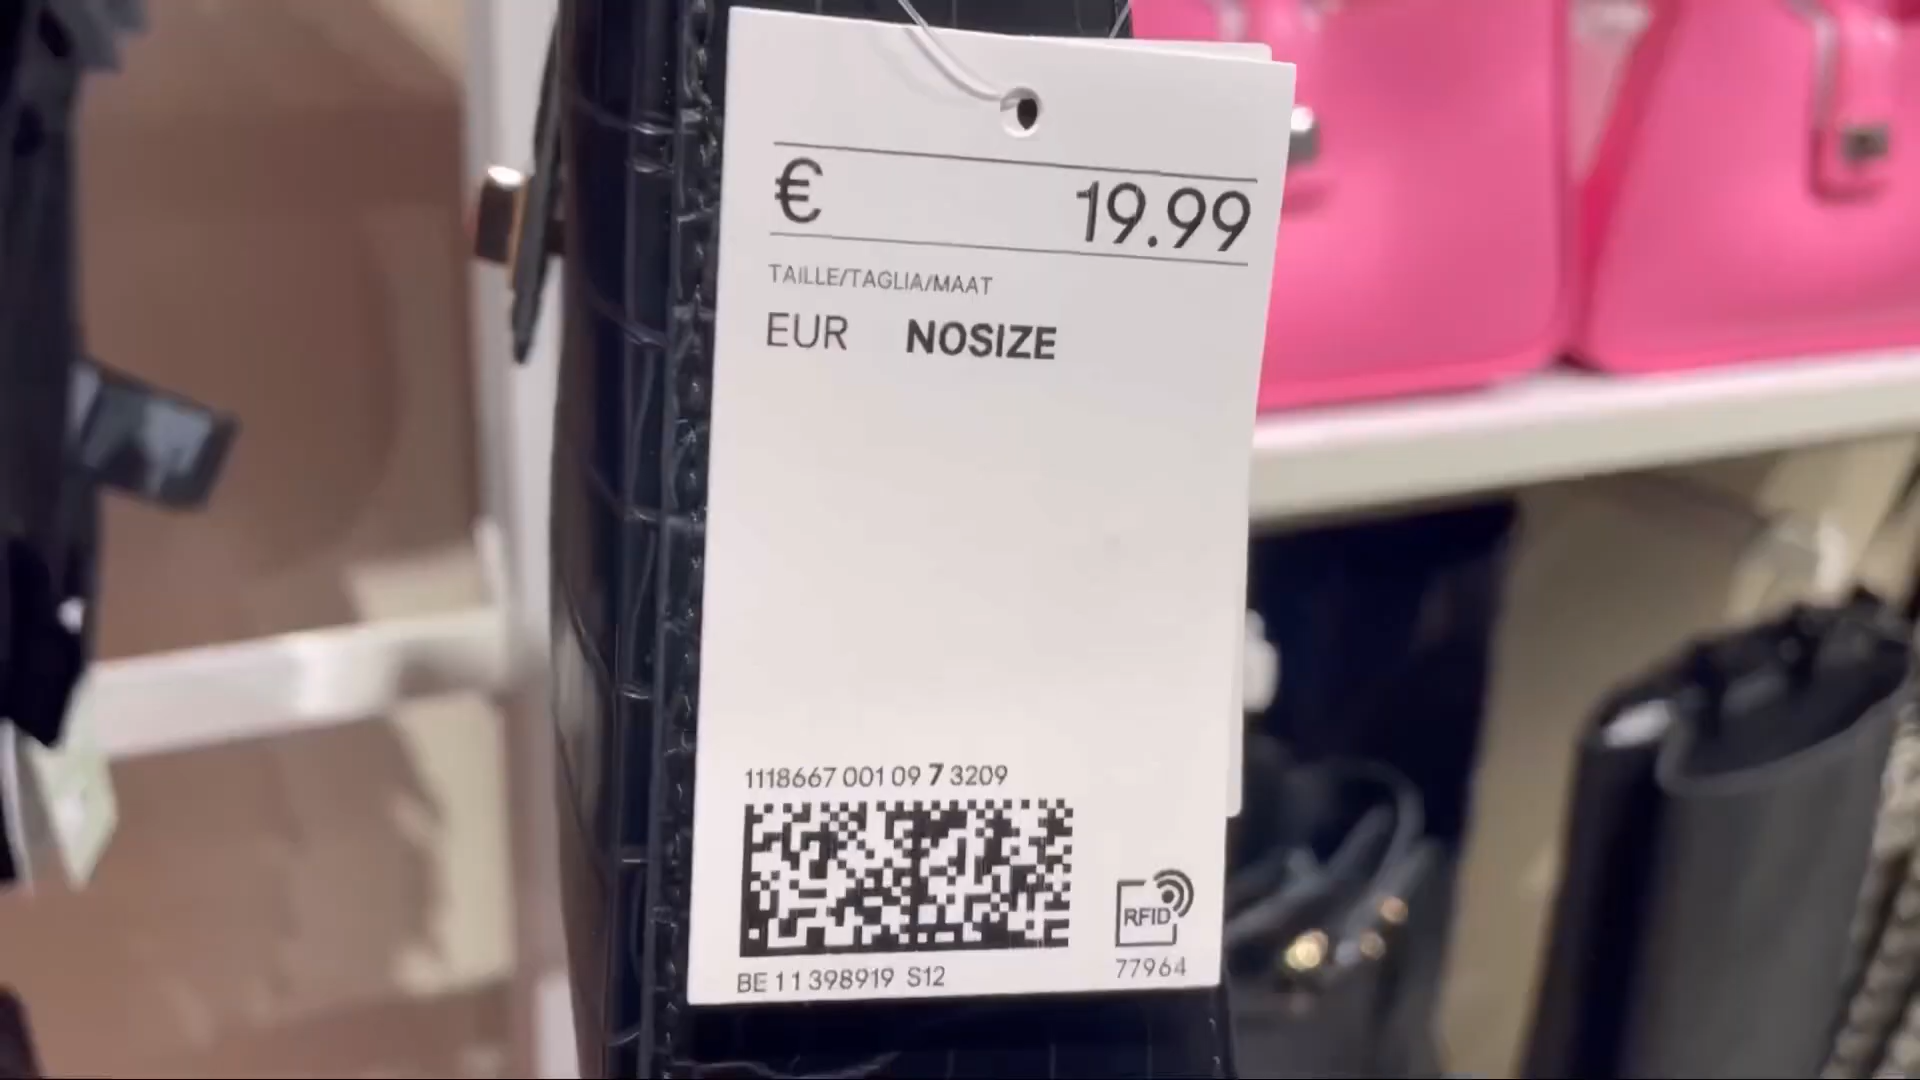 € 19.99
TAILLE/TAGLIA/MAAT
EUR NOSIZE
1118667 001 09 7 3209
RFID
BE 11 398919 S12
77964